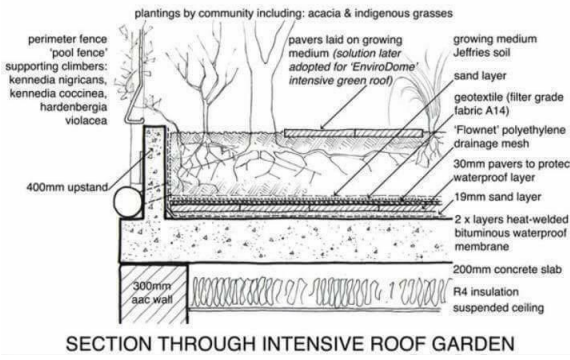 plantings by community including: acacia & indigenous grasses
perimeter fence
'pool fence'
supporting climbers:
kennedia nigricans,
kennedia coccinea,
hardenbergia
violacea
pavers laid on growing
medium (solution later
adopted for 'EnviroDome'
intensive green roof)
growing medium
Jeffries soil
sand layer
geotextile (filter grade
fabric A14)
'Flownet' polyethylene
drainage mesh
30mm pavers to protec
waterproof layer
19mm sand layer
2 x layers heat-welded
bituminous waterproof
membrane
400mm upstand
200mm concrete slab
300mm
aac wall
R4 insulation
suspended ceiling
SECTION THROUGH INTENSIVE ROOF GARDEN